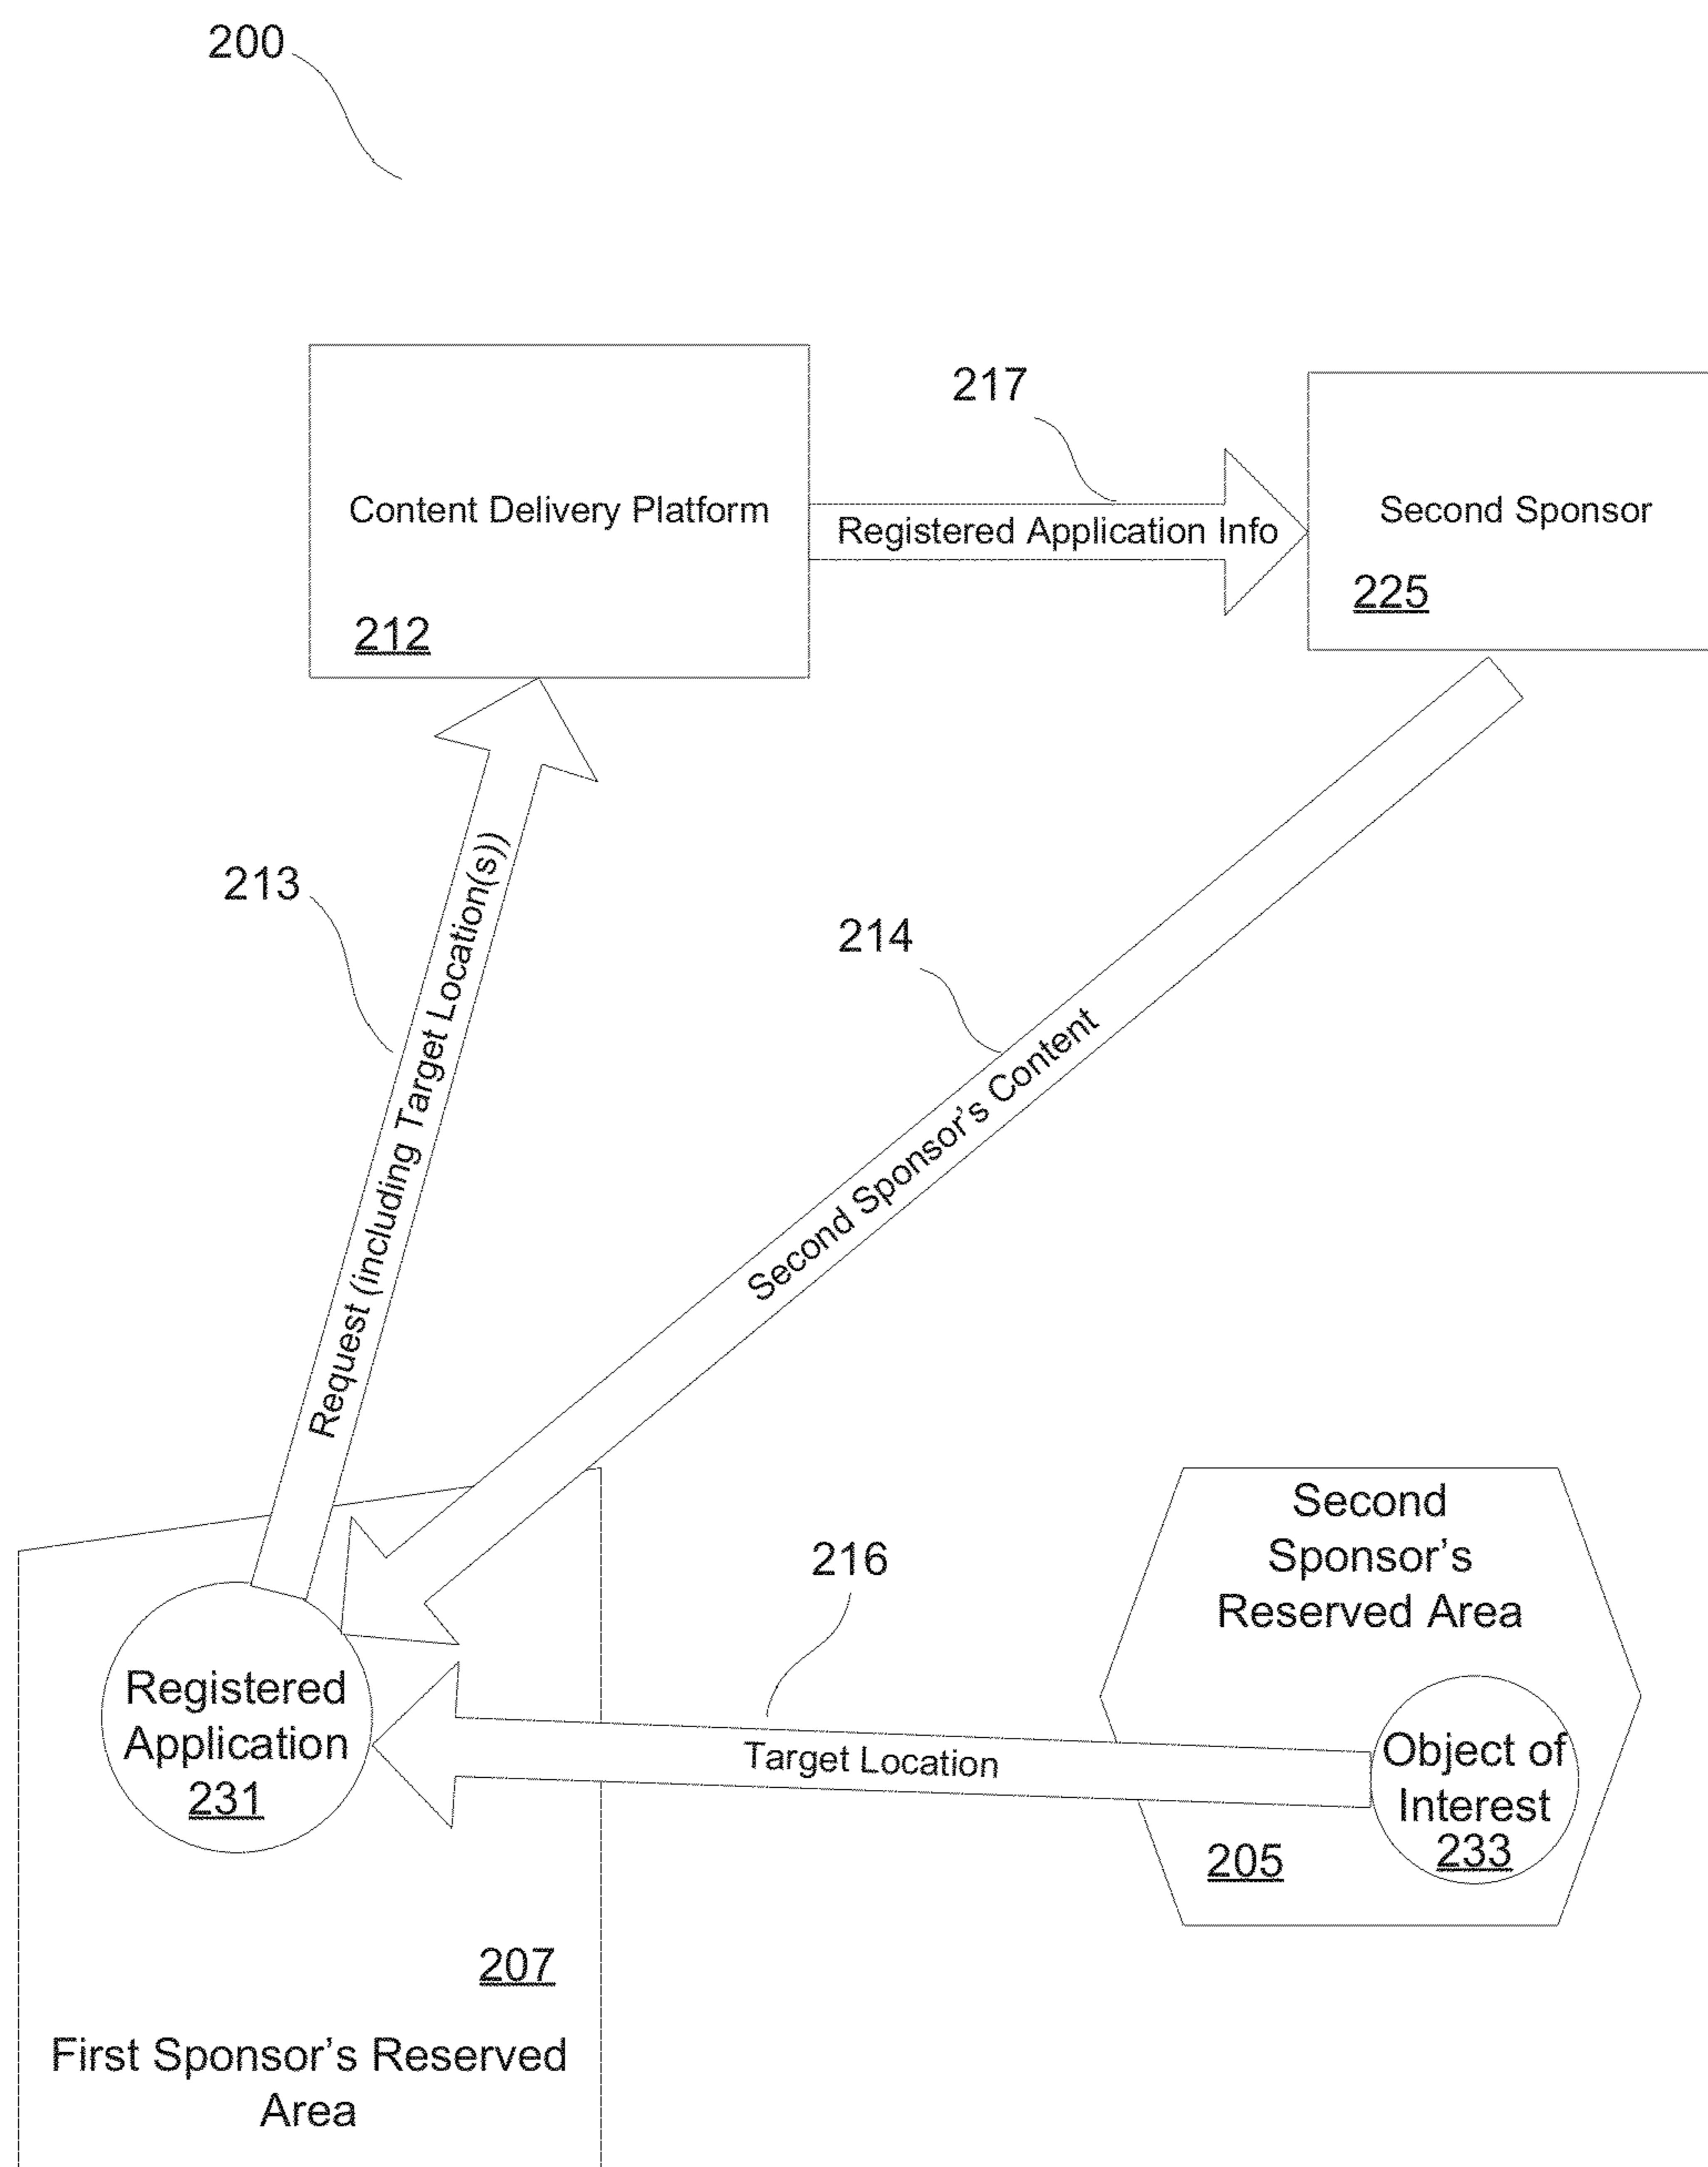 200
217
Content Delivery Platform
212
Registered Application Info
Second Sponsor
225
213
Request (including Target Location(s))
214
Second Sponsor’s Content
216
Second
Sponsor’s
Reserved Area
Registered
Application
231
Target Location
Object of
Interest
233
205
207
First Sponsor’s Reserved
Area